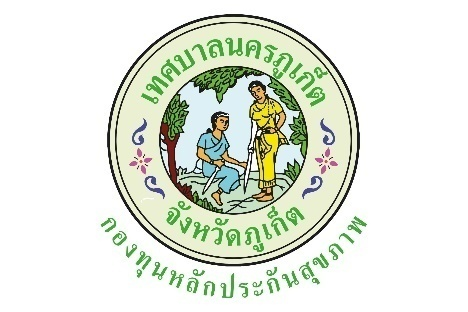 เทศบาลนครภูเก็ต
จังหวัดภูเก็ต
กองทุนหลักประกันสุขภาพ